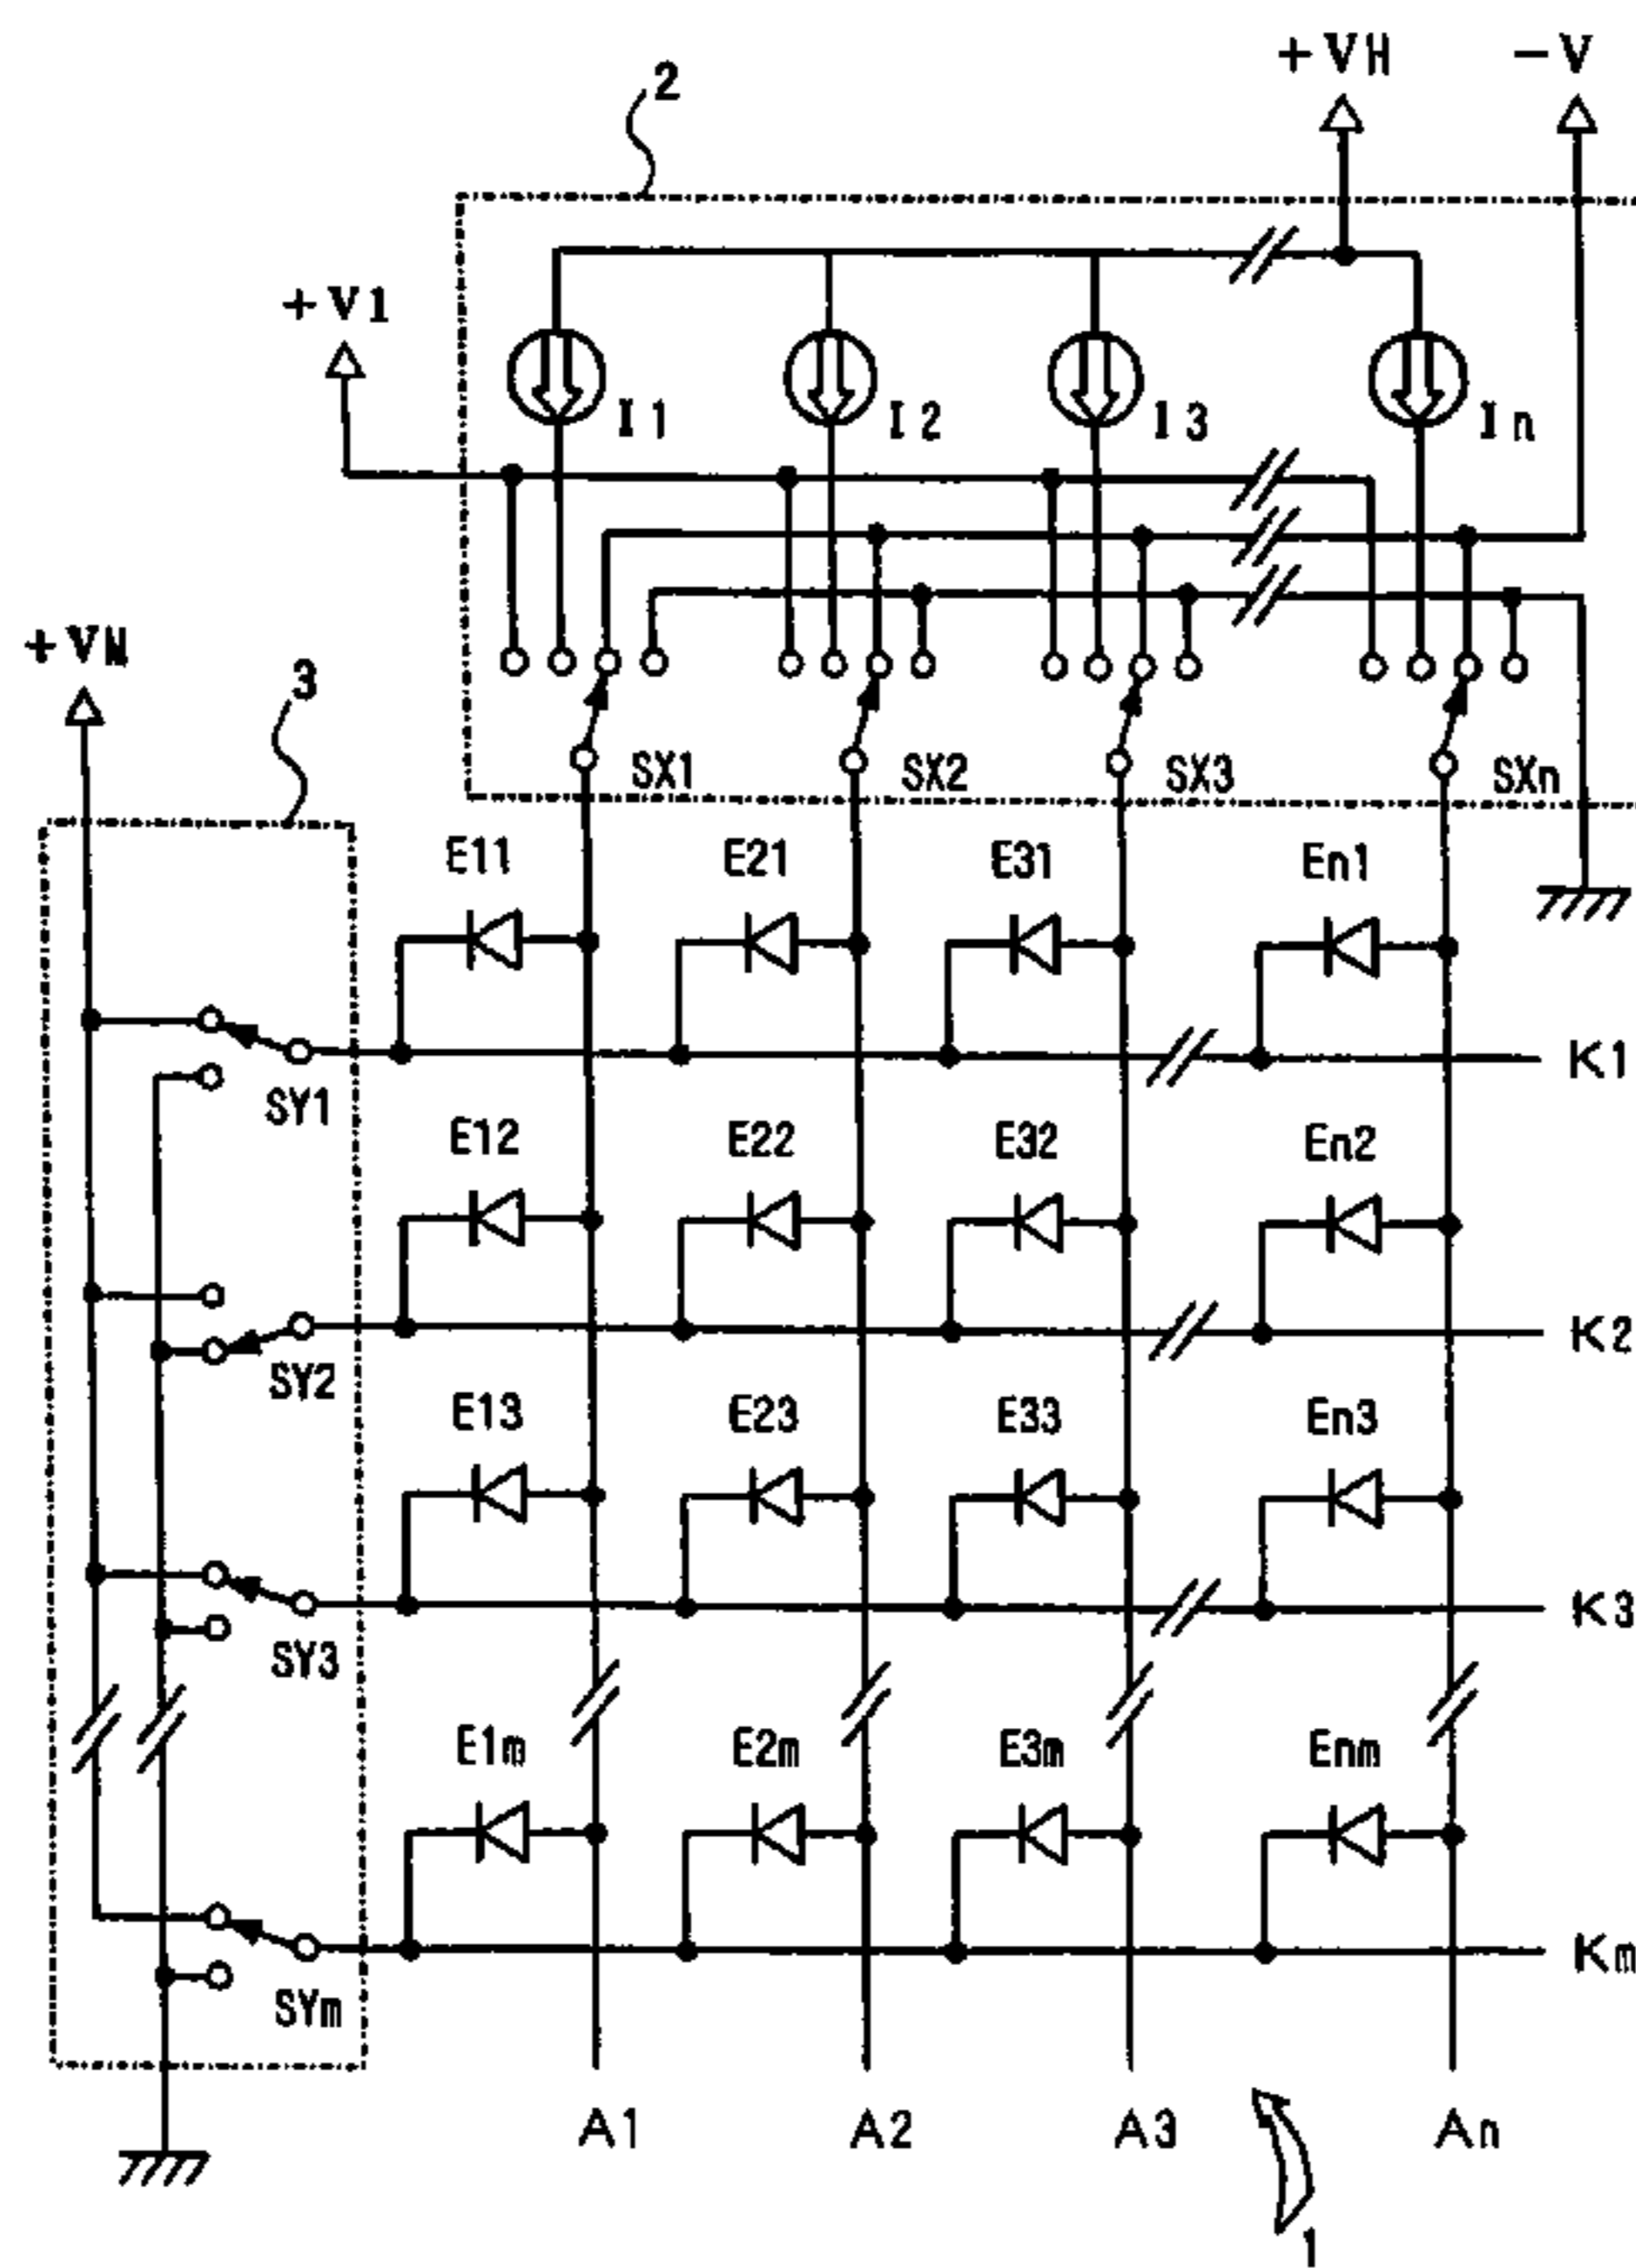 +VH -V
2
+V1
I1 I2 I3 In
+VN
3
SX1 SX2 SX3 SXn
E11 E21 E31 En1
K1
SY1
E12 E22 E32 En2
K2
SY2
E13 E23 E33 En3
K3
SY3
E1m E2m E3m Enm
Km
SYm
A1 A2 A3 An
1